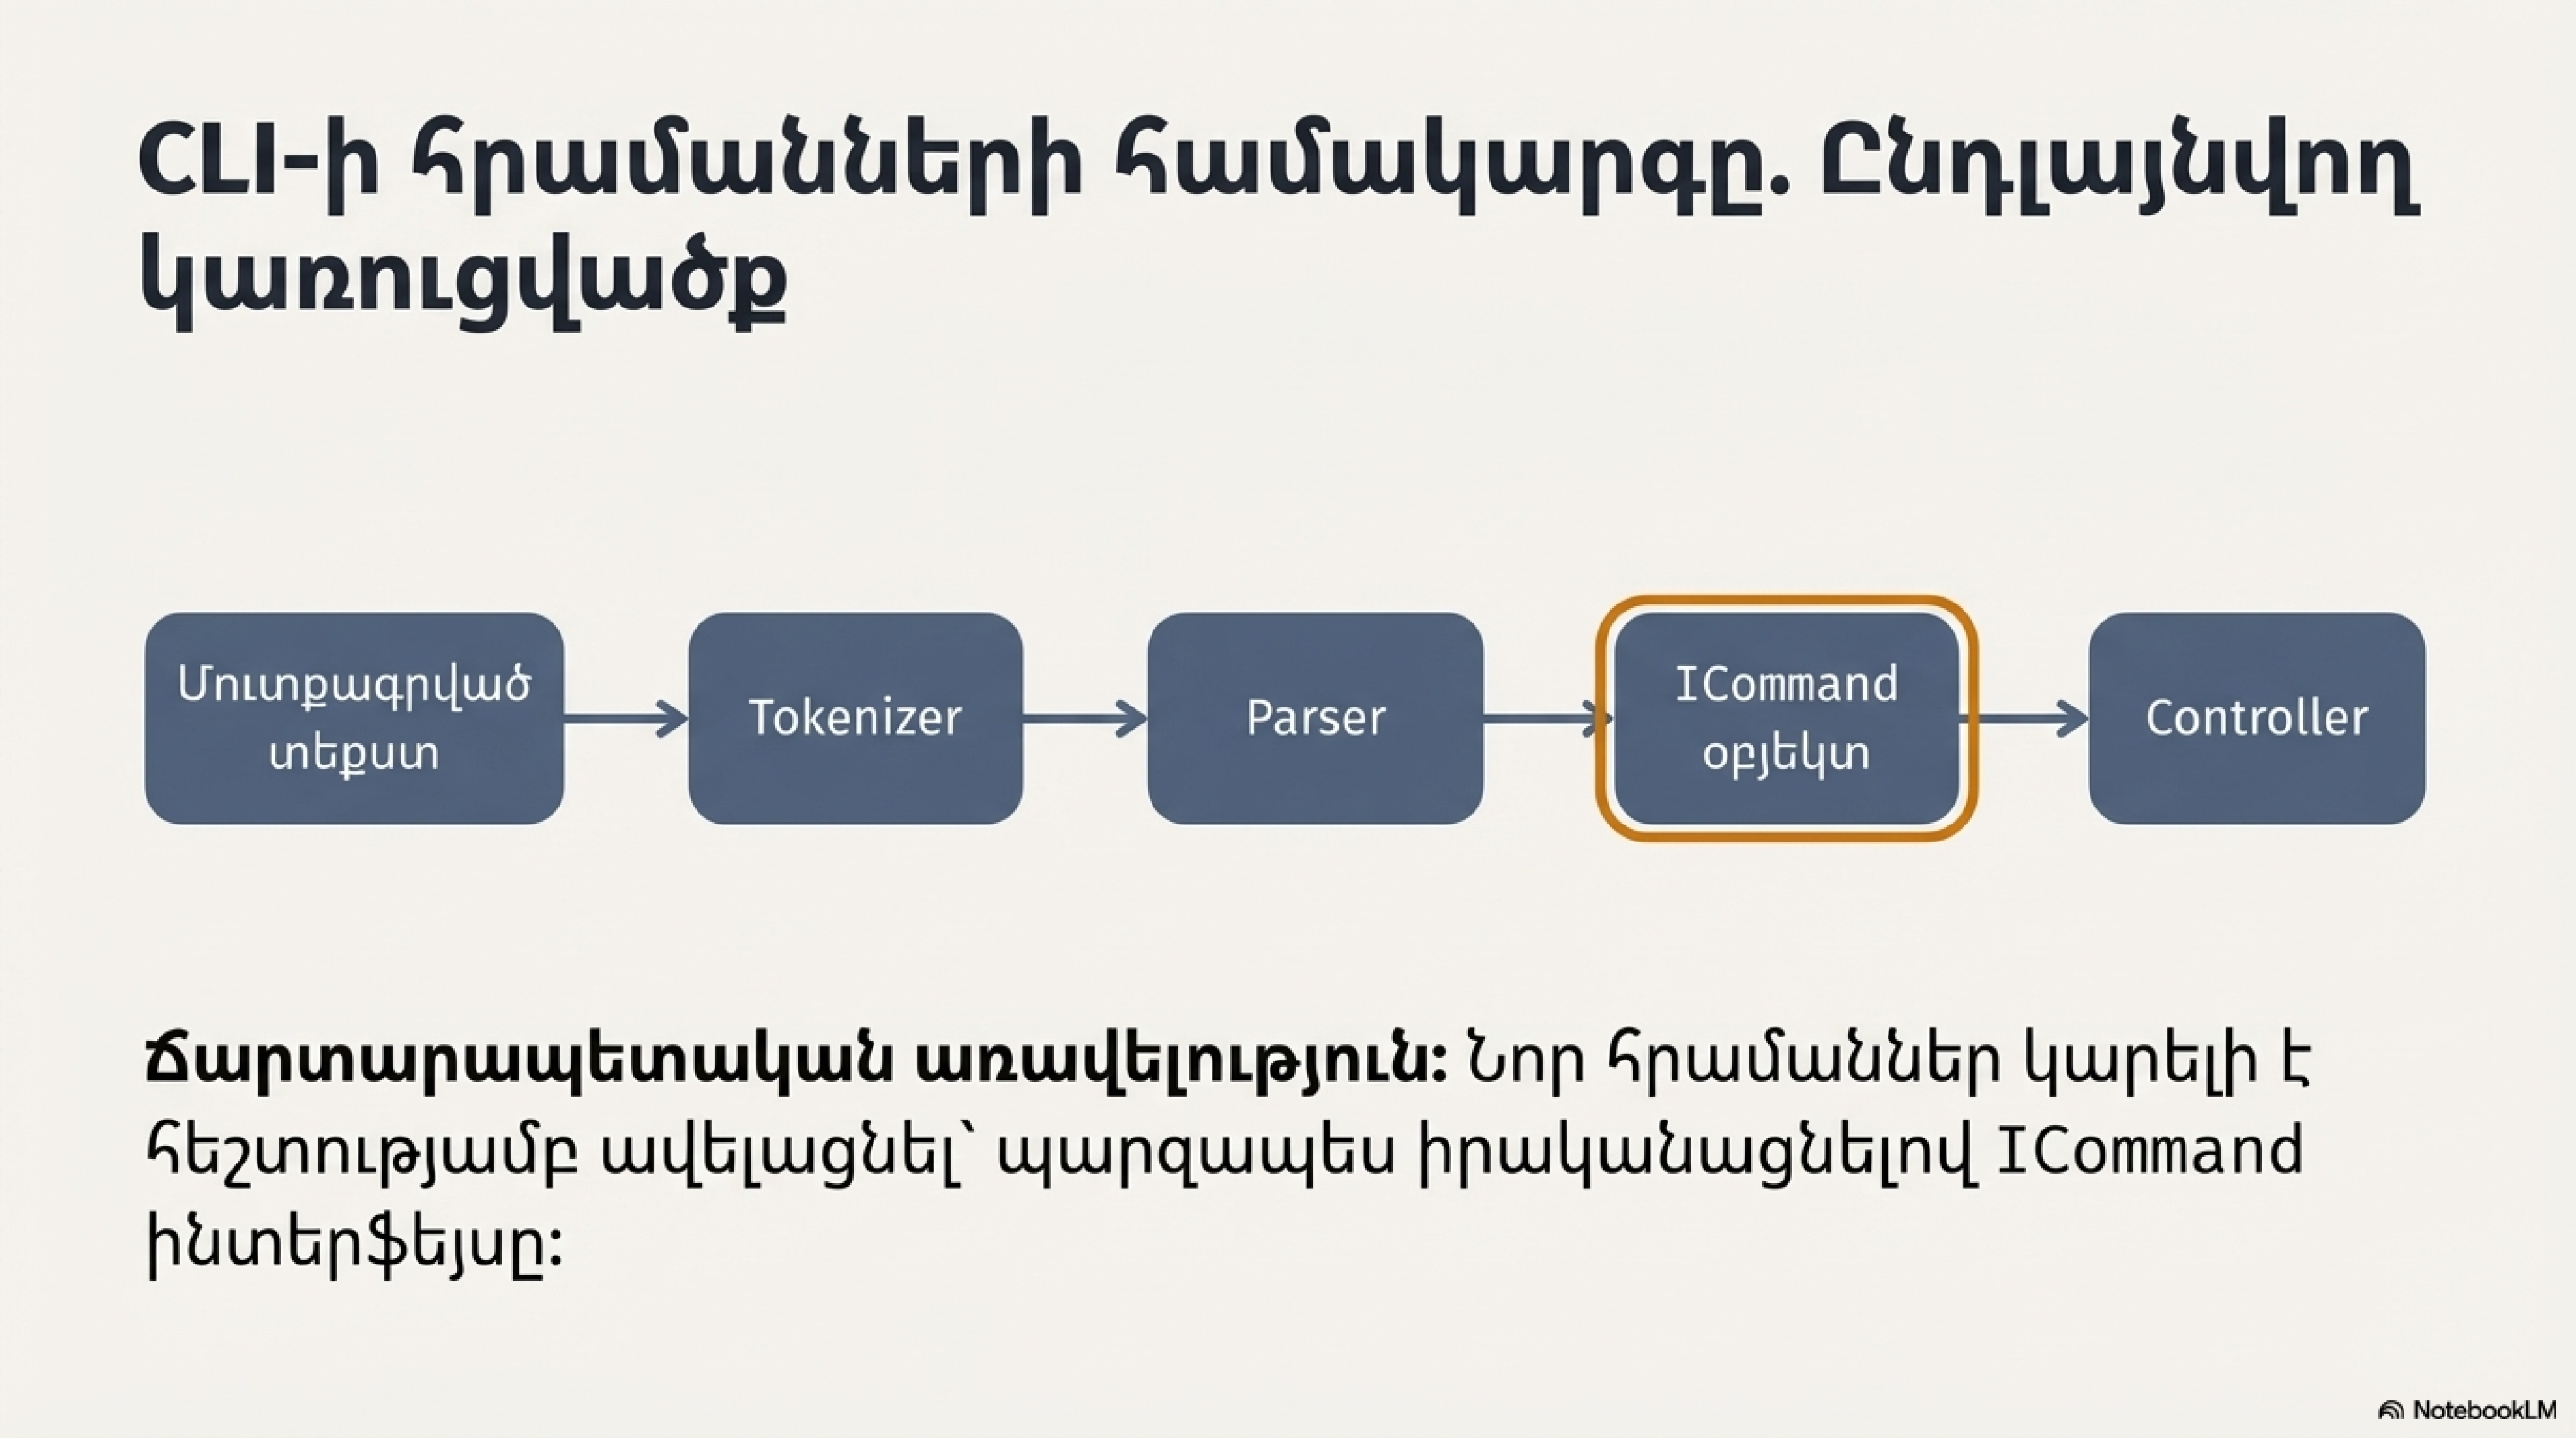 CLI-ի հրամանների համակարգը. Ընդլայնվող
կառուցվածք
Մուտքագրված
տեքստ
Tokenizer
Parser
ICommand
օբյեկտ
Controller
Ճարտարապետական առավելություն: Նոր հրամաններ կարելի է
հեշտությամբ ավելացնել՝ պարզապես իրականացնելով ICommand
ինտերֆեյսը:
NotebookLM